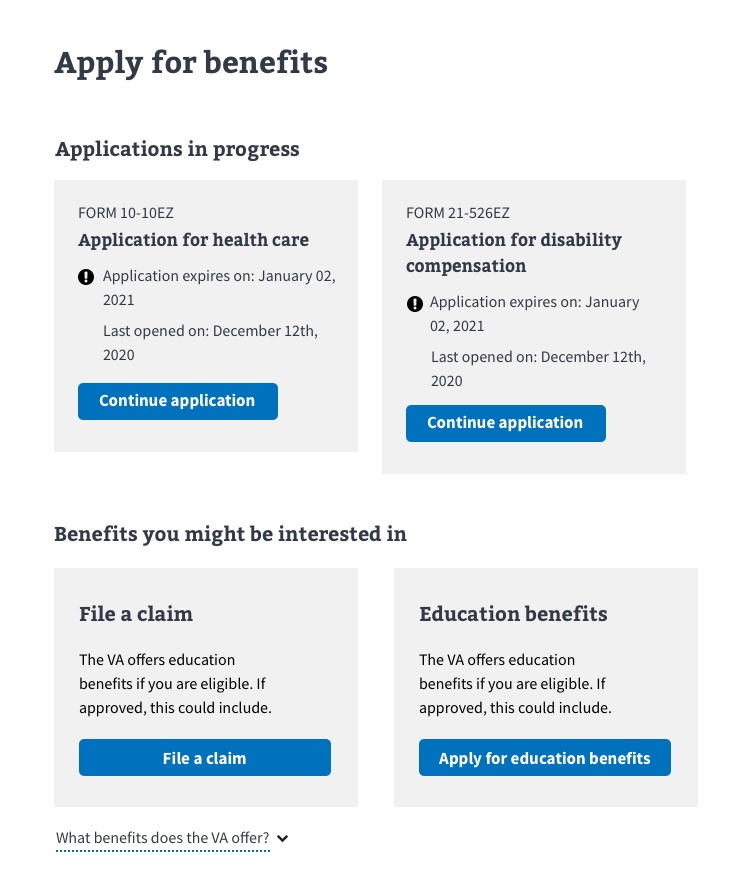 Apply for benefits
Applications in progress
FORM 10-10EZ
Application for health care
Application expires on: January 02,
2021
Last opened on: December 12th,
2020
Continue application
FORM 21-526EZ
Application for disability
compensation
Application expires on: January
02, 2021
Last opened on: December 12th,
2020
Continue application
Benefits you might be interested in
File a claim
The VA offers education
benefits if you are eligible. If
approved, this could include.
File a claim
Education benefits
The VA offers education
benefits if you are eligible. If
approved, this could include.
Apply for education benefits
What benefits does the VA offer?